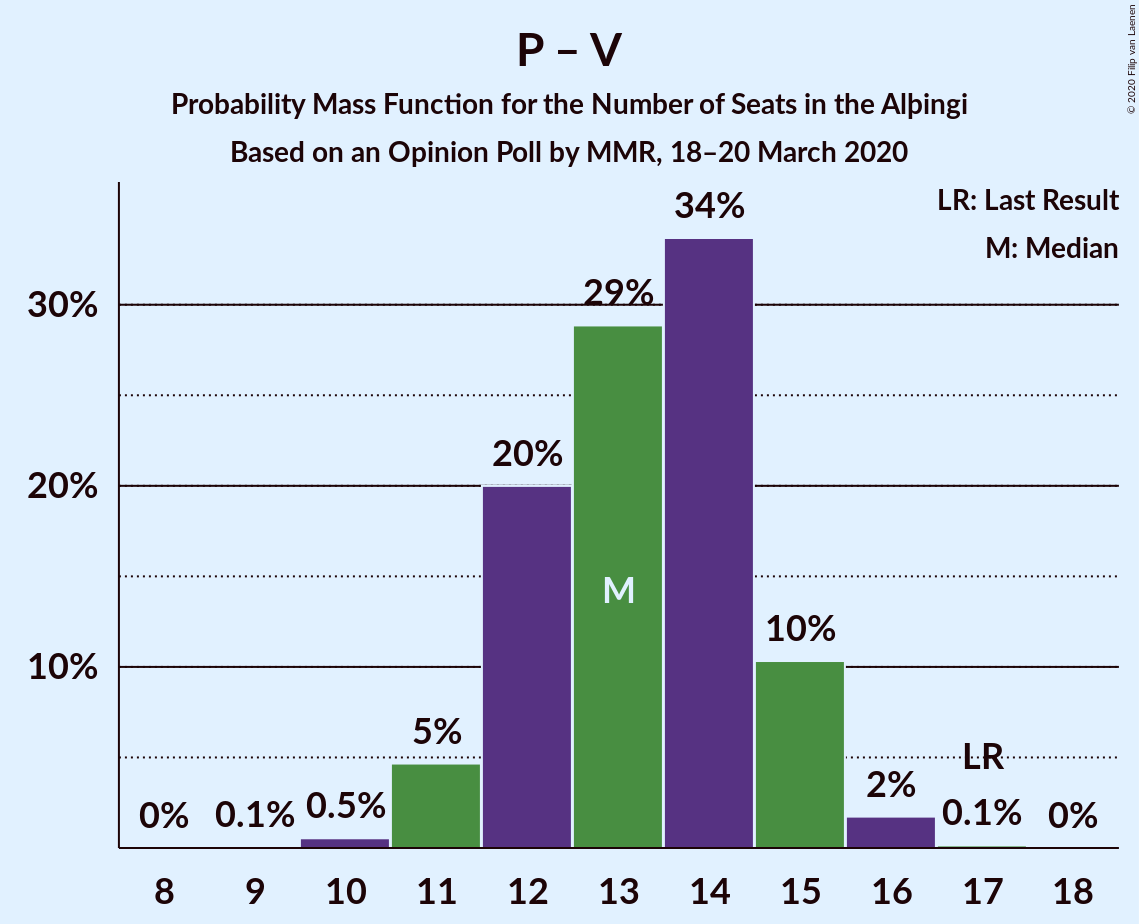 P – V
Probability Mass Function for the Number of Seats in the Alþingi
Based on an Opinion Poll by MMR, 18–20 March 2020
© 2020 Filip van Laenen
LR: Last Result
M: Median
34%
30%
29%
20%
20%
M
10%
10%
5%
LR
2%
0%
0.1%
0.5%
0.1%
0%
8 9 10 11 12 13 14 15 16 17 18